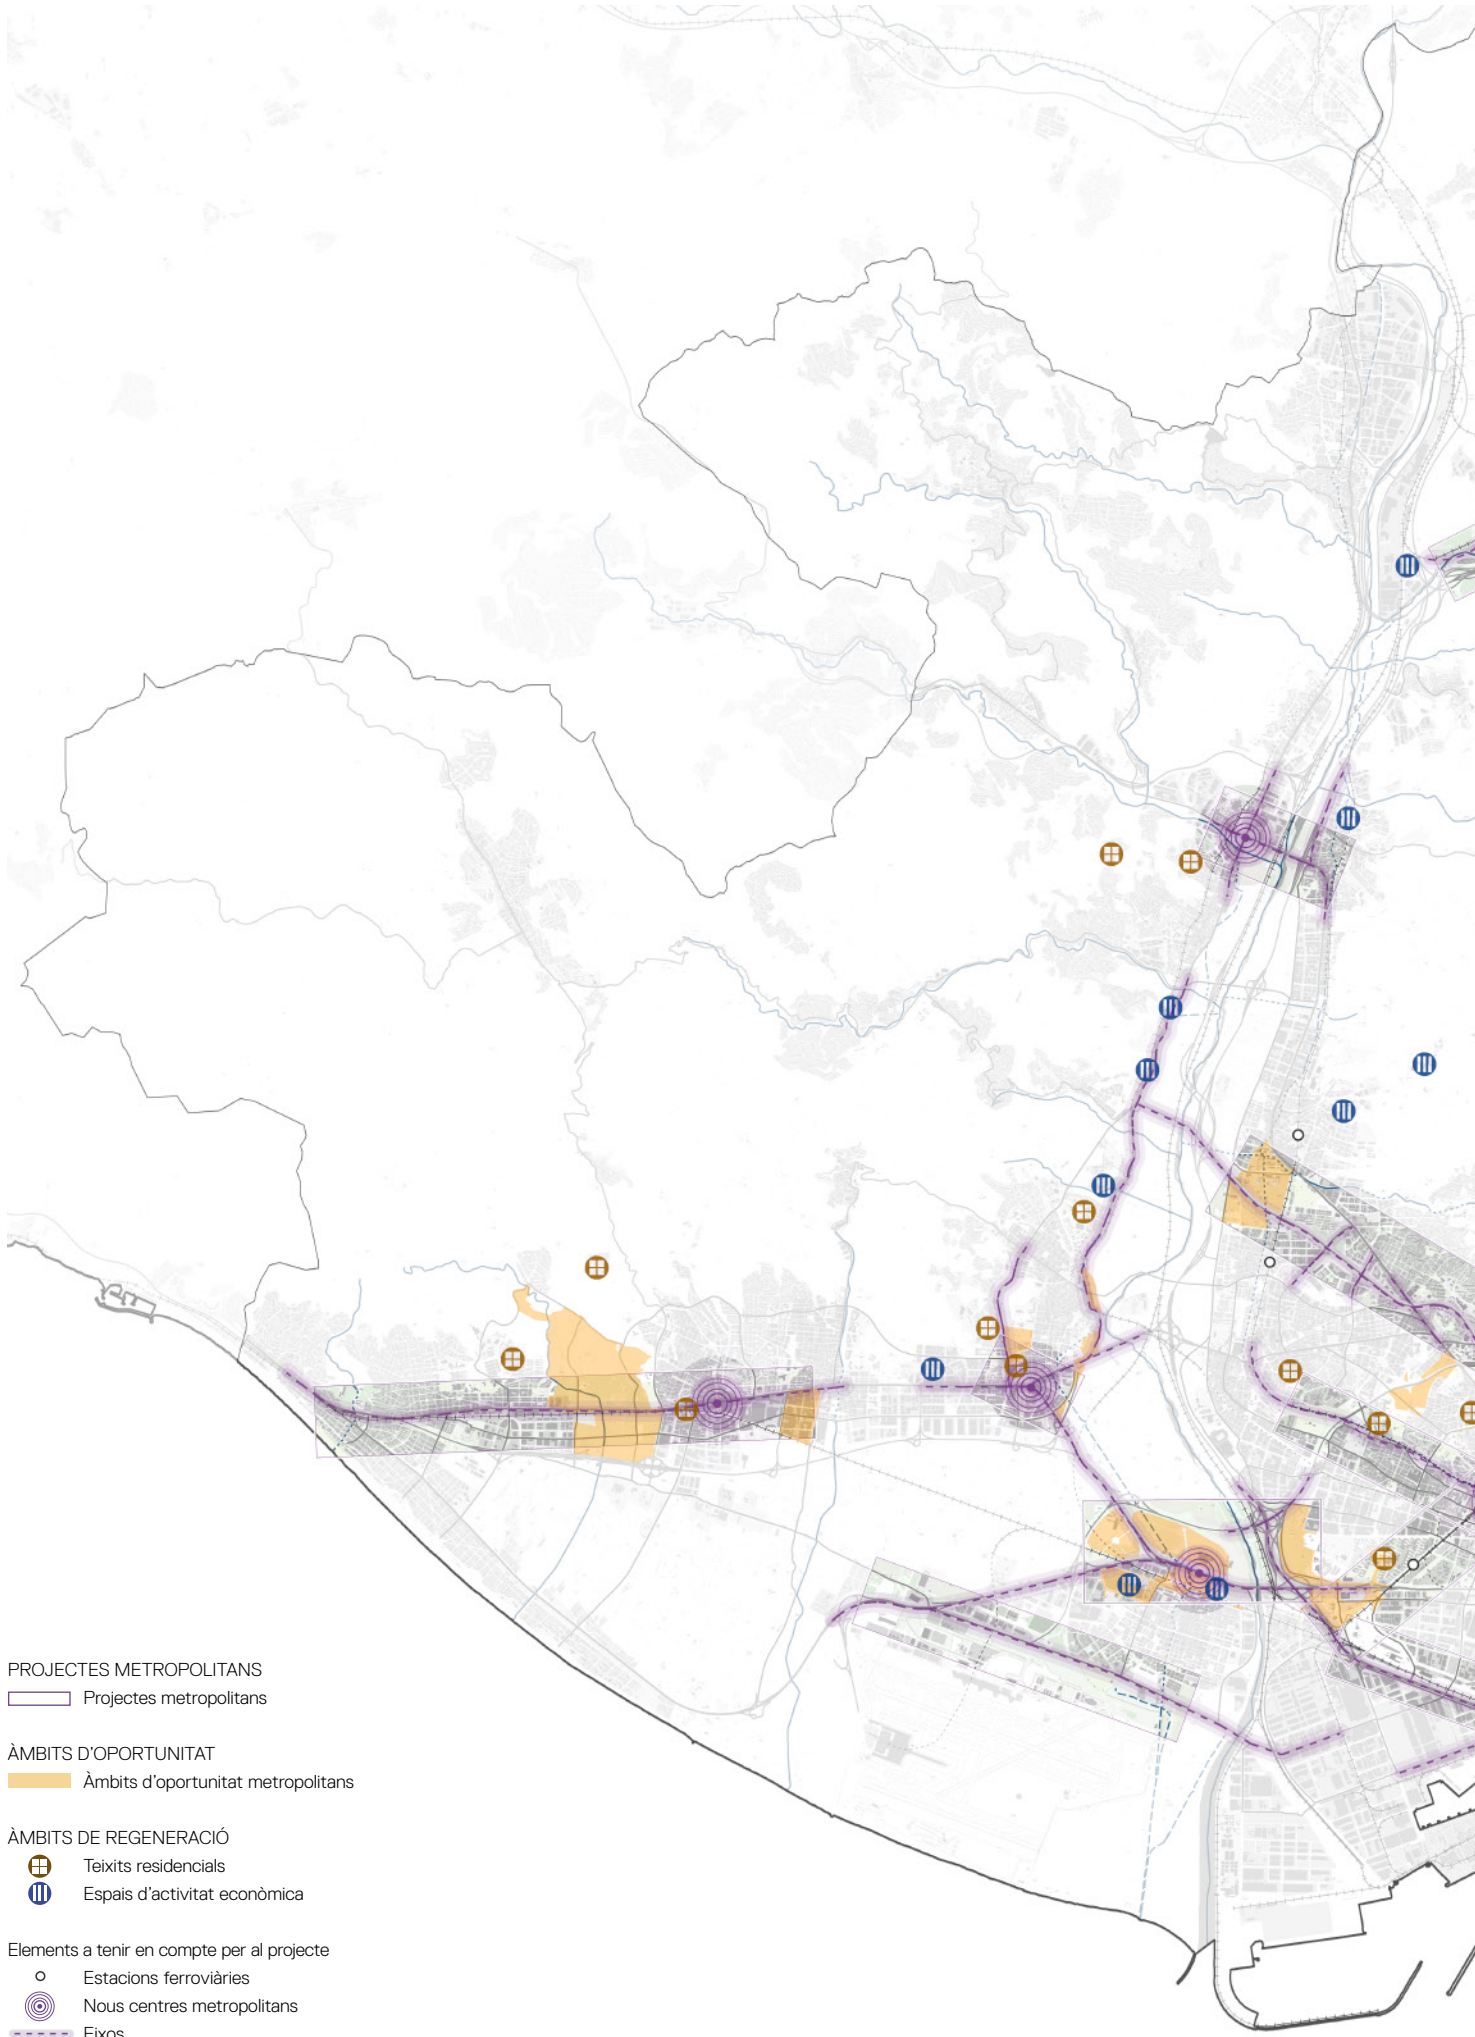 PROJECTES METROPOLITANS
Projectes metropolitans
ÀMBITS D'OPORTUNITAT
Àmbits d'oportunitat metropolitans
ÀMBITS DE REGENERACIÓ
Teixits residencials
Espais d'activitat econòmica
Elements a tenir en compte per al projecte
Estacions ferroviàries
Nous centres metropolitans
Eixos